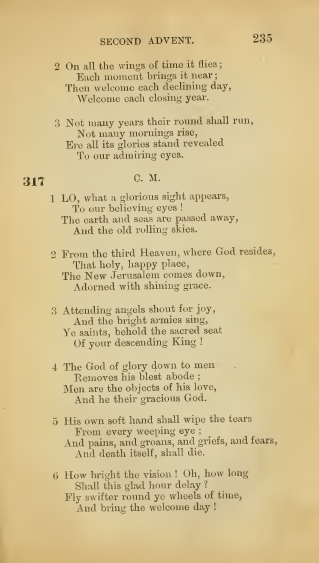 SECOND ADVENT. 235
2 On all the wings of time it flies;
Each moment brings it near;
Then welcome each declining day,
Welcome each closing year.
3 Not many years their round shall run,
Not many mornings rise,
Ere all its glories stand revealed
To our admiring eyes.
317 C. M.
1 LO, what a glorious sight appears,
To our believing eyes!
The earth and seas are passed away,
And the old rolling skies.
2 From the third Heaven, where God resides,
That holy, happy place,
The New Jerusalem comes down,
Adorned with shining grace.
3 Attending angels shout for joy,
And the bright armies sing,
Ye saints, behold the sacred seat
Of your descending King!
4 The God of glory down to men
Removes his blest abode;
Men are the objects of his love,
And he their gracious God.
5 His own soft hand shall wipe the tears
From every weeping eye;
And pains, and groans, and griefs, and fears,
And death itself, shall die.
6 How bright the vision! Oh, how long
Shall this glad hour delay?
Fly swifter round ye wheels of time,
And bring the welcome day!